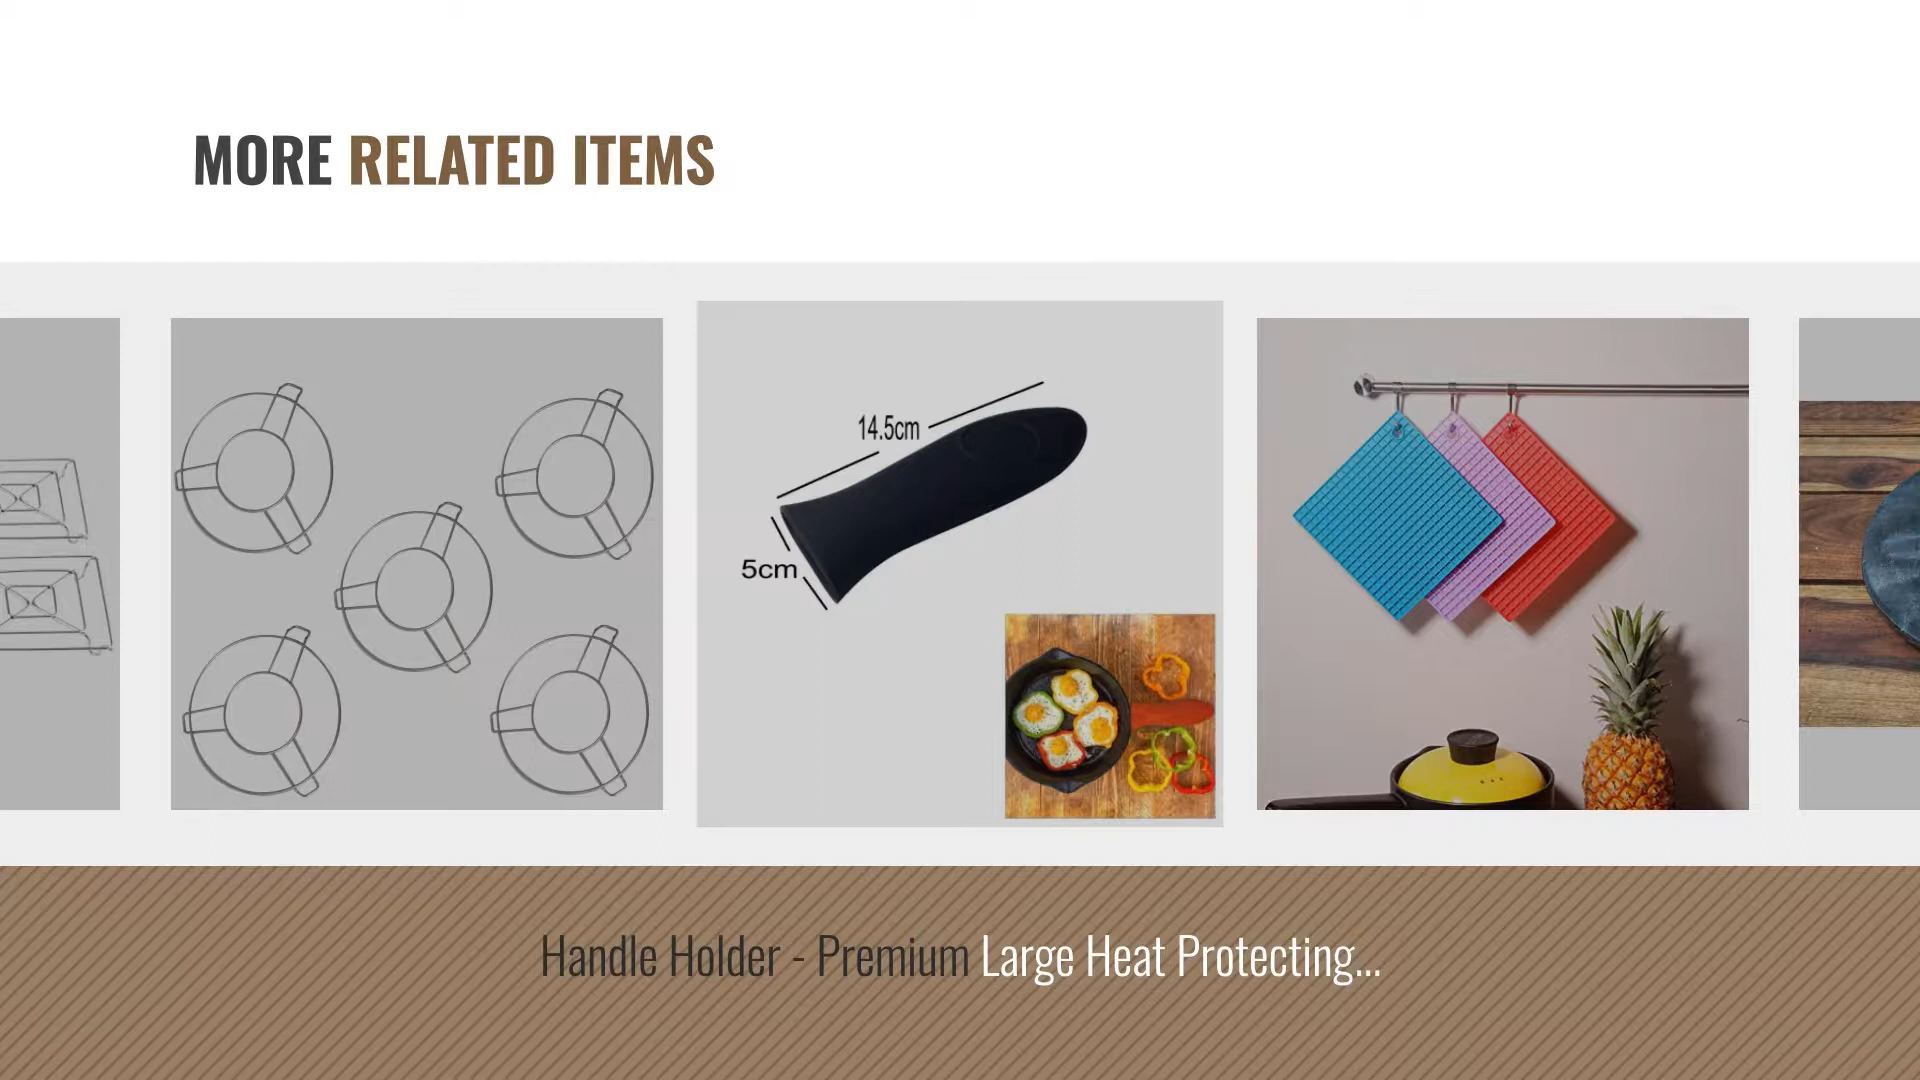 MORE RELATED ITEMS
14.5cm
5cm
Handle Holder - Premium Large Heat Protecting...